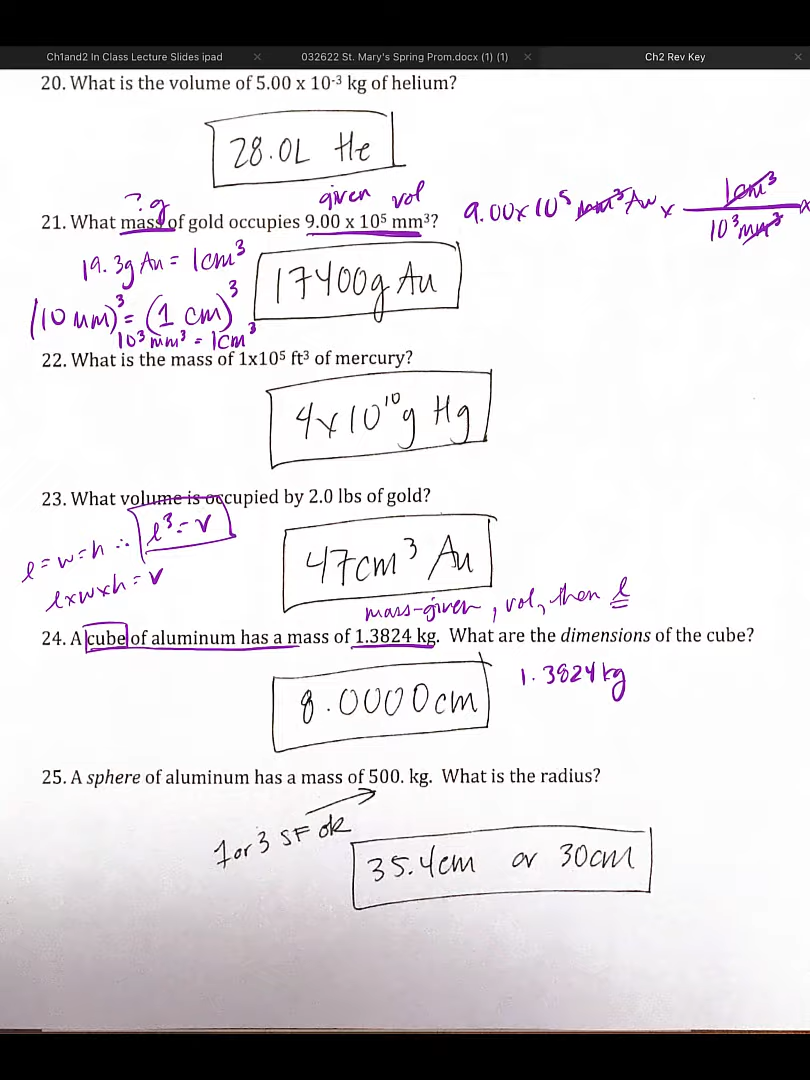 Ch1and2 In Class Lecture Slides ipad × 032622 St. Mary's Spring Prom.docx (1) (1) × Ch2 Rev Key ×
20. What is the volume of 5.00 x 10⁻³ kg of helium?
28.0L He
? g given vol
21. What mass of gold occupies 9.00 x 10⁵ mm³? 9.00x10⁵ mm³ Au x 1cm³ / 10³mm³ x
19.3g Au = 1cm³
17400g Au
(10 mm)³ = (1 cm)³
10³mm³ = 1cm³
22. What is the mass of 1x10⁵ ft³ of mercury?
4x10¹⁰g Hg
23. What volume is occupied by 2.0 lbs of gold?
l=w=h ∴ l³=v
lxwxh=v
47cm³ Au
mass-given, vol, then l
24. A cube of aluminum has a mass of 1.3824 kg. What are the dimensions of the cube?
1.3824kg
8.0000cm
25. A sphere of aluminum has a mass of 500. kg. What is the radius?
1 or 3 SF ok
35.4cm or 30cm